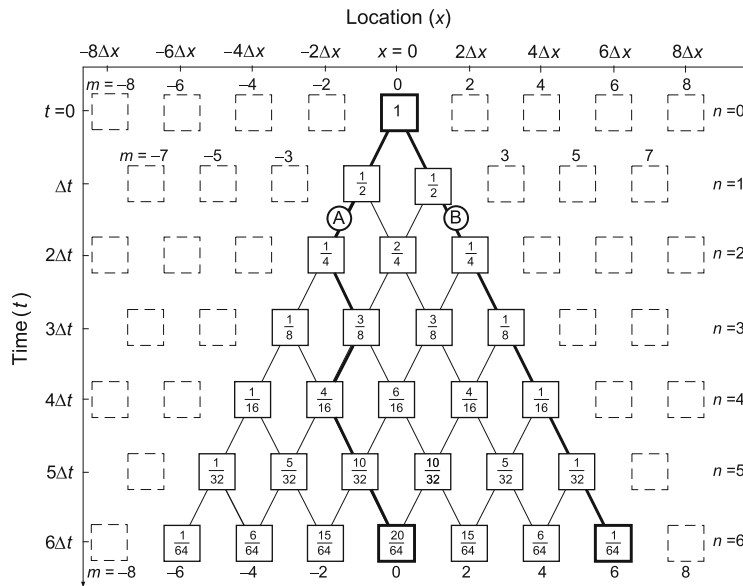 Location (x)
−8Δx −6Δx −4Δx −2Δx x = 0 2Δx 4Δx 6Δx 8Δx
m = −8 −6 −4 −2 0 2 4 6 8
t = 0 1 n = 0
m = −7 −5 −3 3 5 7
Δt 1/2 1/2 n = 1
A B
2Δt 1/4 2/4 1/4 n = 2
3Δt 1/8 3/8 3/8 1/8 n = 3
4Δt 1/16 4/16 6/16 4/16 1/16 n = 4
5Δt 1/32 5/32 10/32 10/32 5/32 1/32 n = 5
6Δt 1/64 6/64 15/64 20/64 15/64 6/64 1/64 n = 6
m = −8 −6 −4 −2 0 2 4 6 8
Time (t)